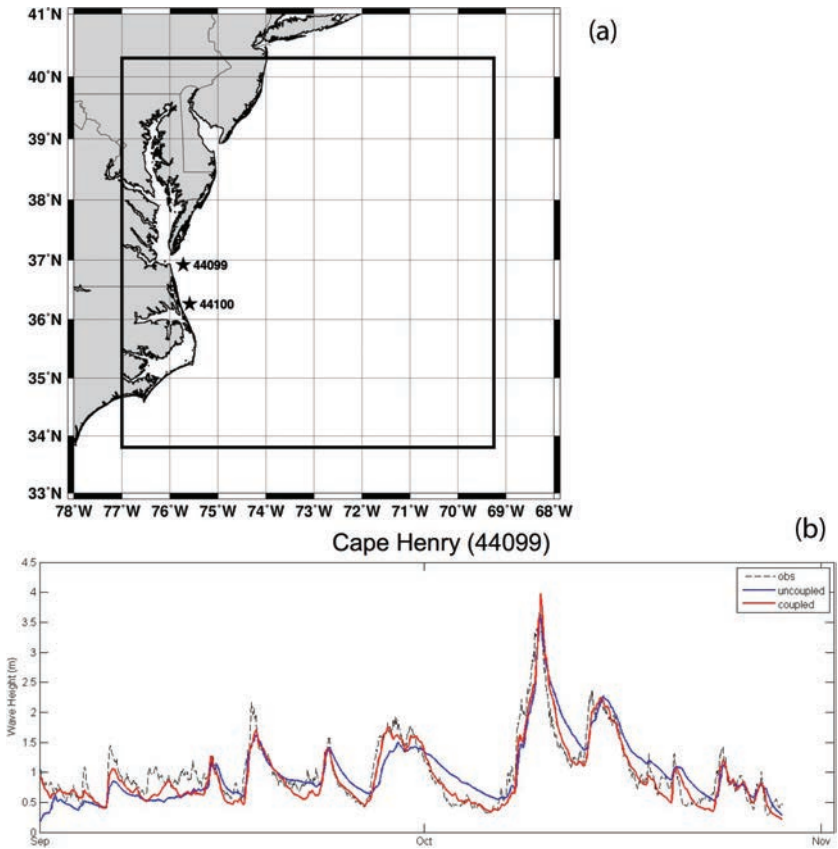 41°N
(a)
40°N
39°N
38°N
37°N
44099
44100
36°N
35°N
34°N
33°N
78°W 77°W 76°W 75°W 74°W 73°W 72°W 71°W 70°W 69°W 68°W
Cape Henry (44099)
(b)
4.5
4
3.5
3
2.5
2
1.5
1
0.5
0
Wave Height (m)
obs
uncoupled
coupled
Sep Oct Nov